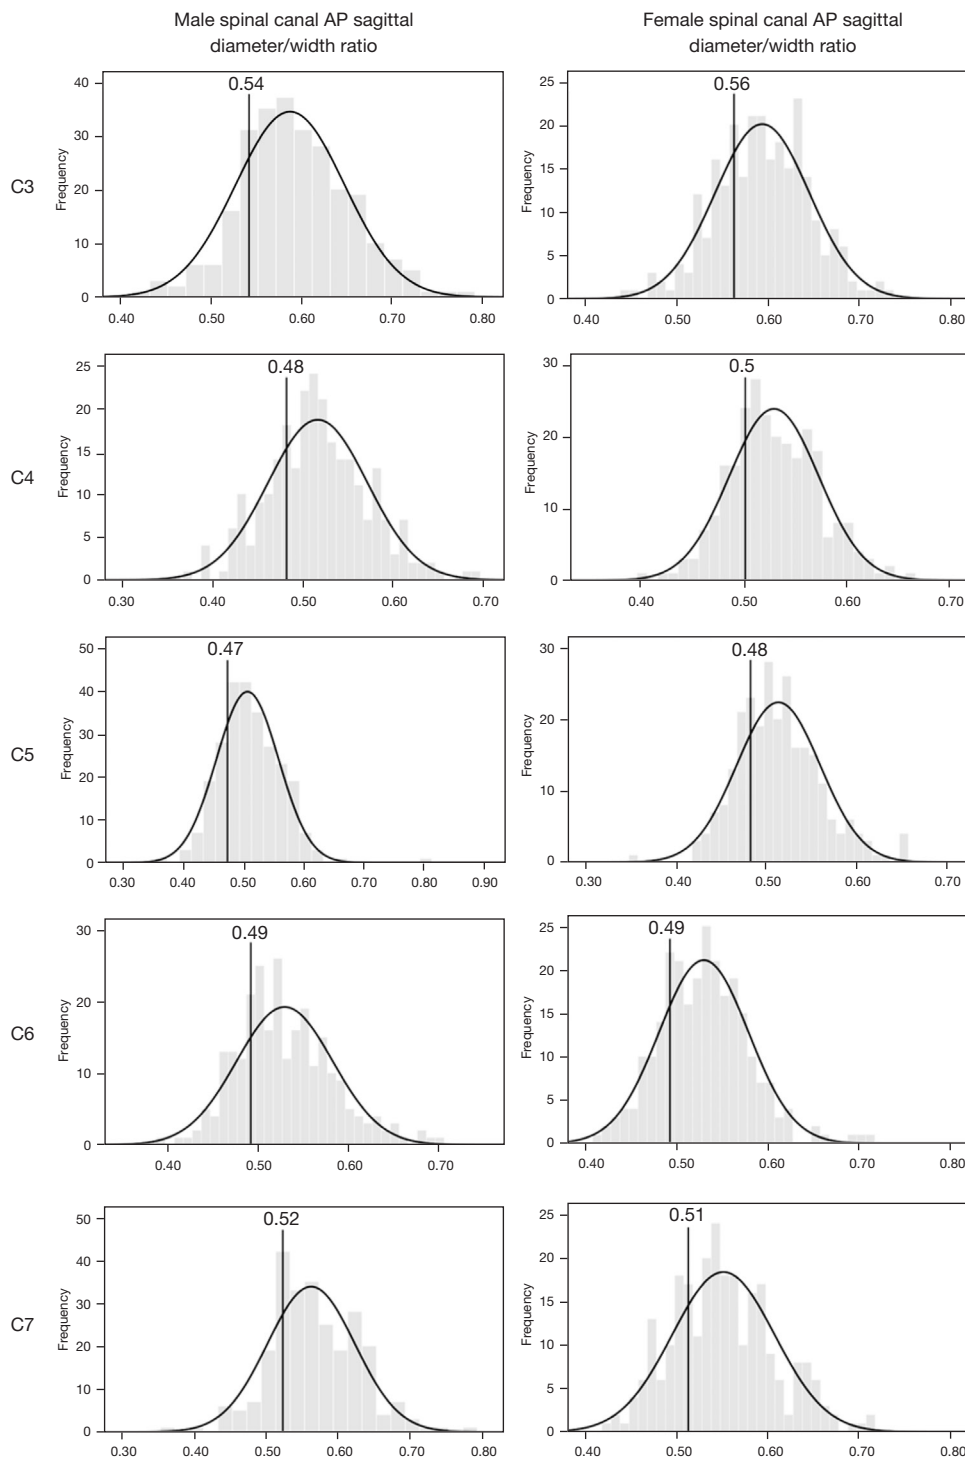 Male spinal canal AP sagittal
diameter/width ratio
Female spinal canal AP sagittal
diameter/width ratio
C3
Frequency
40
30
20
10
0
0.54
0.40 0.50 0.60 0.70 0.80
Frequency
25
20
15
10
5
0
0.56
0.40 0.50 0.60 0.70 0.80
C4
Frequency
25
20
15
10
5
0
0.48
0.30 0.40 0.50 0.60 0.70
Frequency
30
20
10
0
0.5
0.40 0.50 0.60 0.70
C5
Frequency
50
40
30
20
10
0
0.47
0.30 0.40 0.50 0.60 0.70 0.80 0.90
Frequency
30
20
10
0
0.48
0.30 0.40 0.50 0.60 0.70
C6
Frequency
30
20
10
0
0.49
0.40 0.50 0.60 0.70
Frequency
25
20
15
10
5
0
0.49
0.40 0.50 0.60 0.70 0.80
C7
Frequency
50
40
30
20
10
0
0.52
0.30 0.40 0.50 0.60 0.70 0.80
Frequency
25
20
15
10
5
0
0.51
0.40 0.50 0.60 0.70 0.80